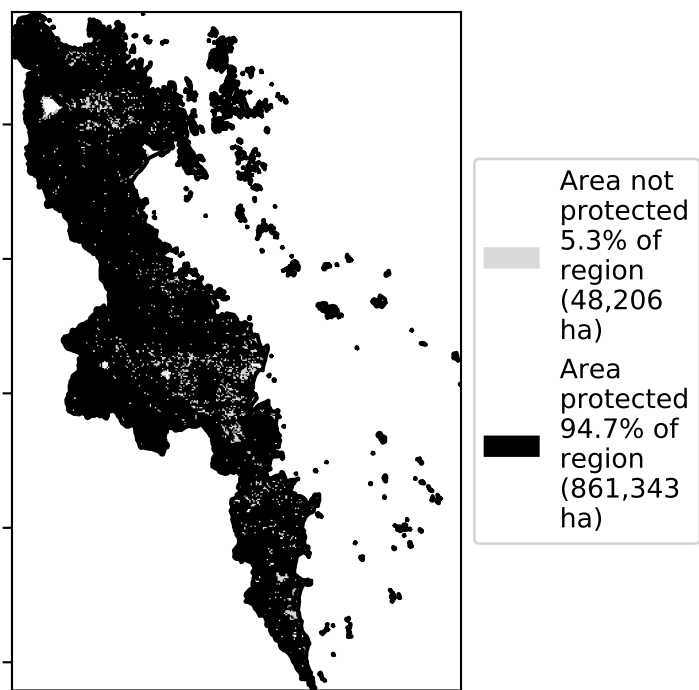 Area not
protected
5.3% of
region
(48,206
ha)
Area
protected
94.7% of
region
(861,343
ha)